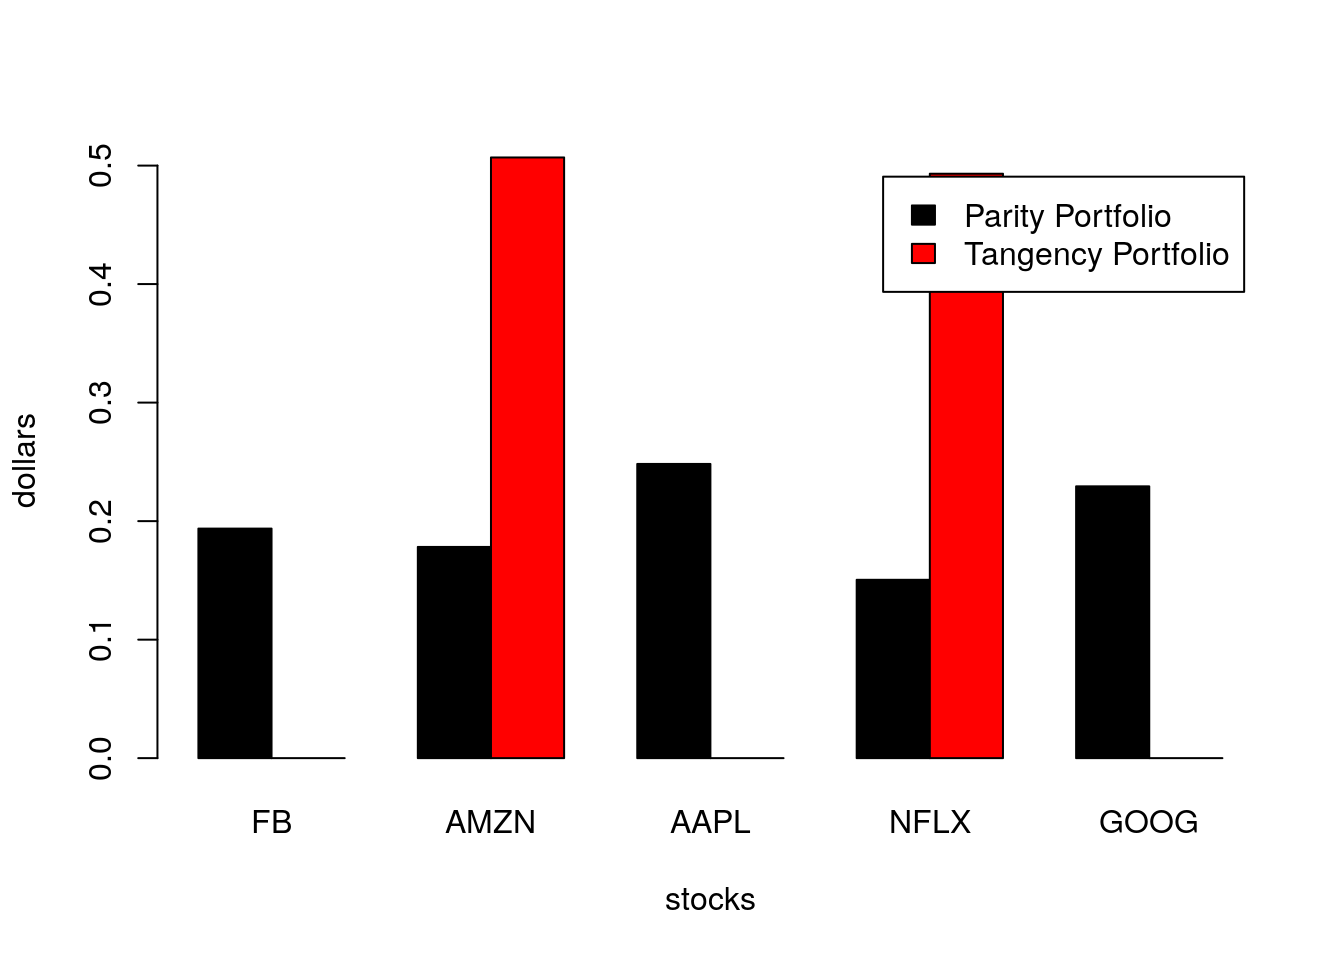 0.5
0.4
0.3
0.2
0.1
0.0
dollars
Parity Portfolio
Tangency Portfolio
FB AMZN AAPL NFLX GOOG
stocks